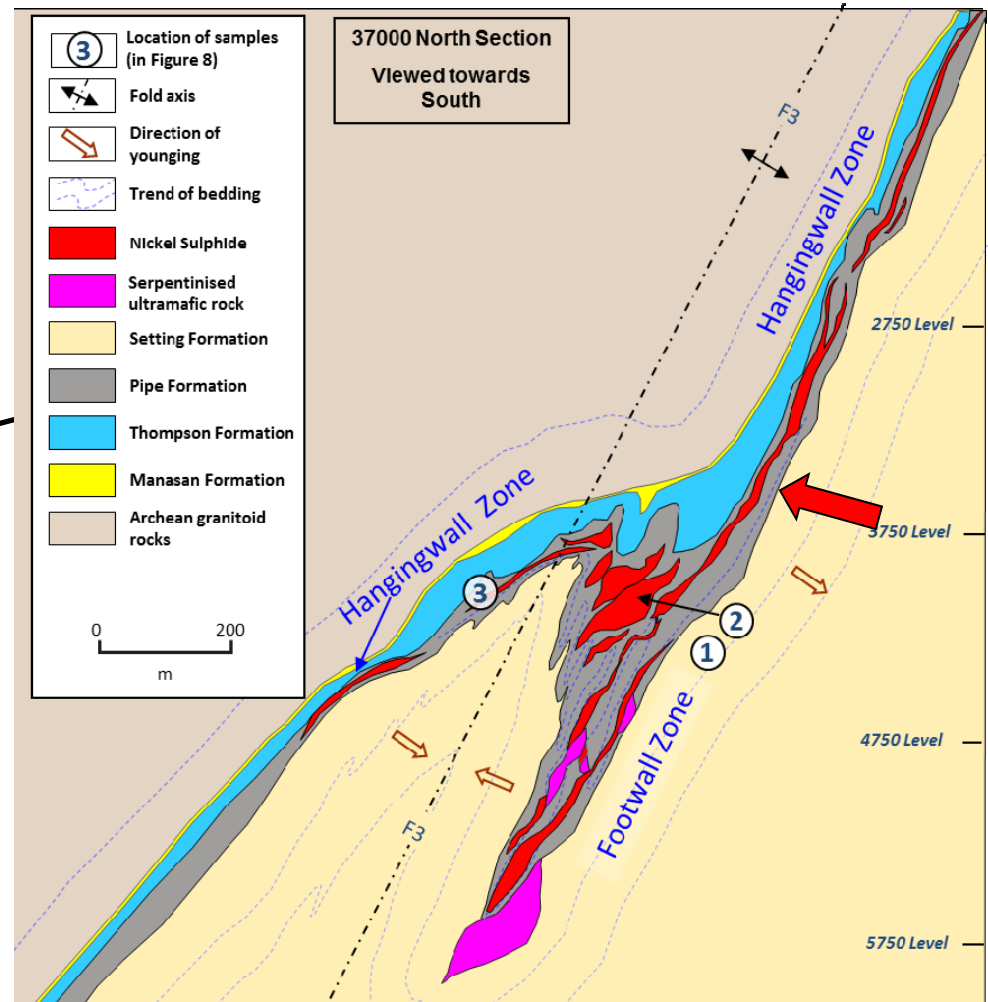 3
Location of samples
(in Figure 8)
Fold axis
Direction of
younging
Trend of bedding
Nickel Sulphide
Serpentinised
ultramafic rock
Setting Formation
Pipe Formation
Thompson Formation
Manasan Formation
Archean granitoid
rocks
0 200
m
37000 North Section
Viewed towards
South
F3
Hangingwall Zone
2750 Level
3750 Level
Hangingwall Zone
3
2
1
4750 Level
Footwall Zone
F3
5750 Level